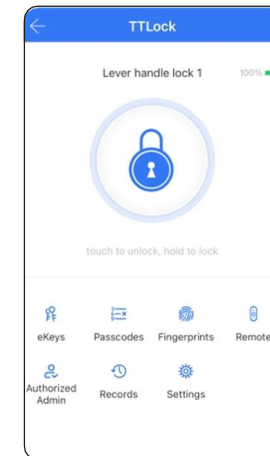 TTLock
Lever handle lock 1
100%
touch to unlock, hold to lock
eKeys Passcodes Fingerprints Remote
Authorized
Admin Records Settings